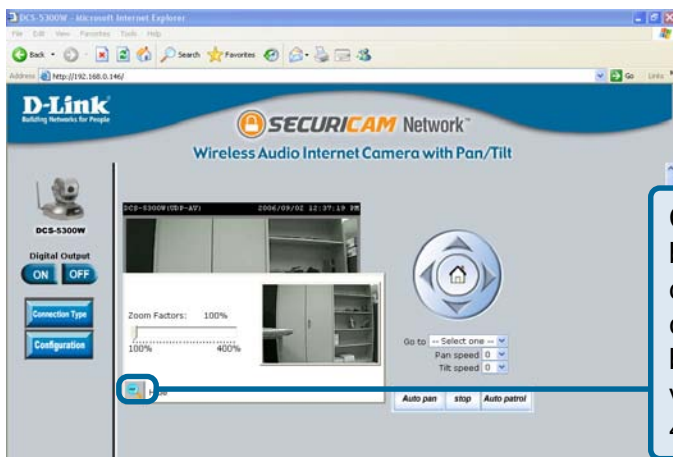 DCS-5300W - Microsoft Internet Explorer
File Edit View Favorites Tools Help
Back Search Favorites
Address http://192.168.0.146/ Go Links
D-Link
Building Networks for People
SECURICAM Network™
Wireless Audio Internet Camera with Pan/Tilt
DCS-5300W
Digital Output
ON OFF
Connection Type
Configuration
DCS-5300W(UDP-AV) 2006/09/02 12:37:19 PM
Zoom Factors: 100%
100% 400%
Hide
Go to -- Select one --
Pan speed 0
Tilt speed 0
Auto pan stop Auto patrol